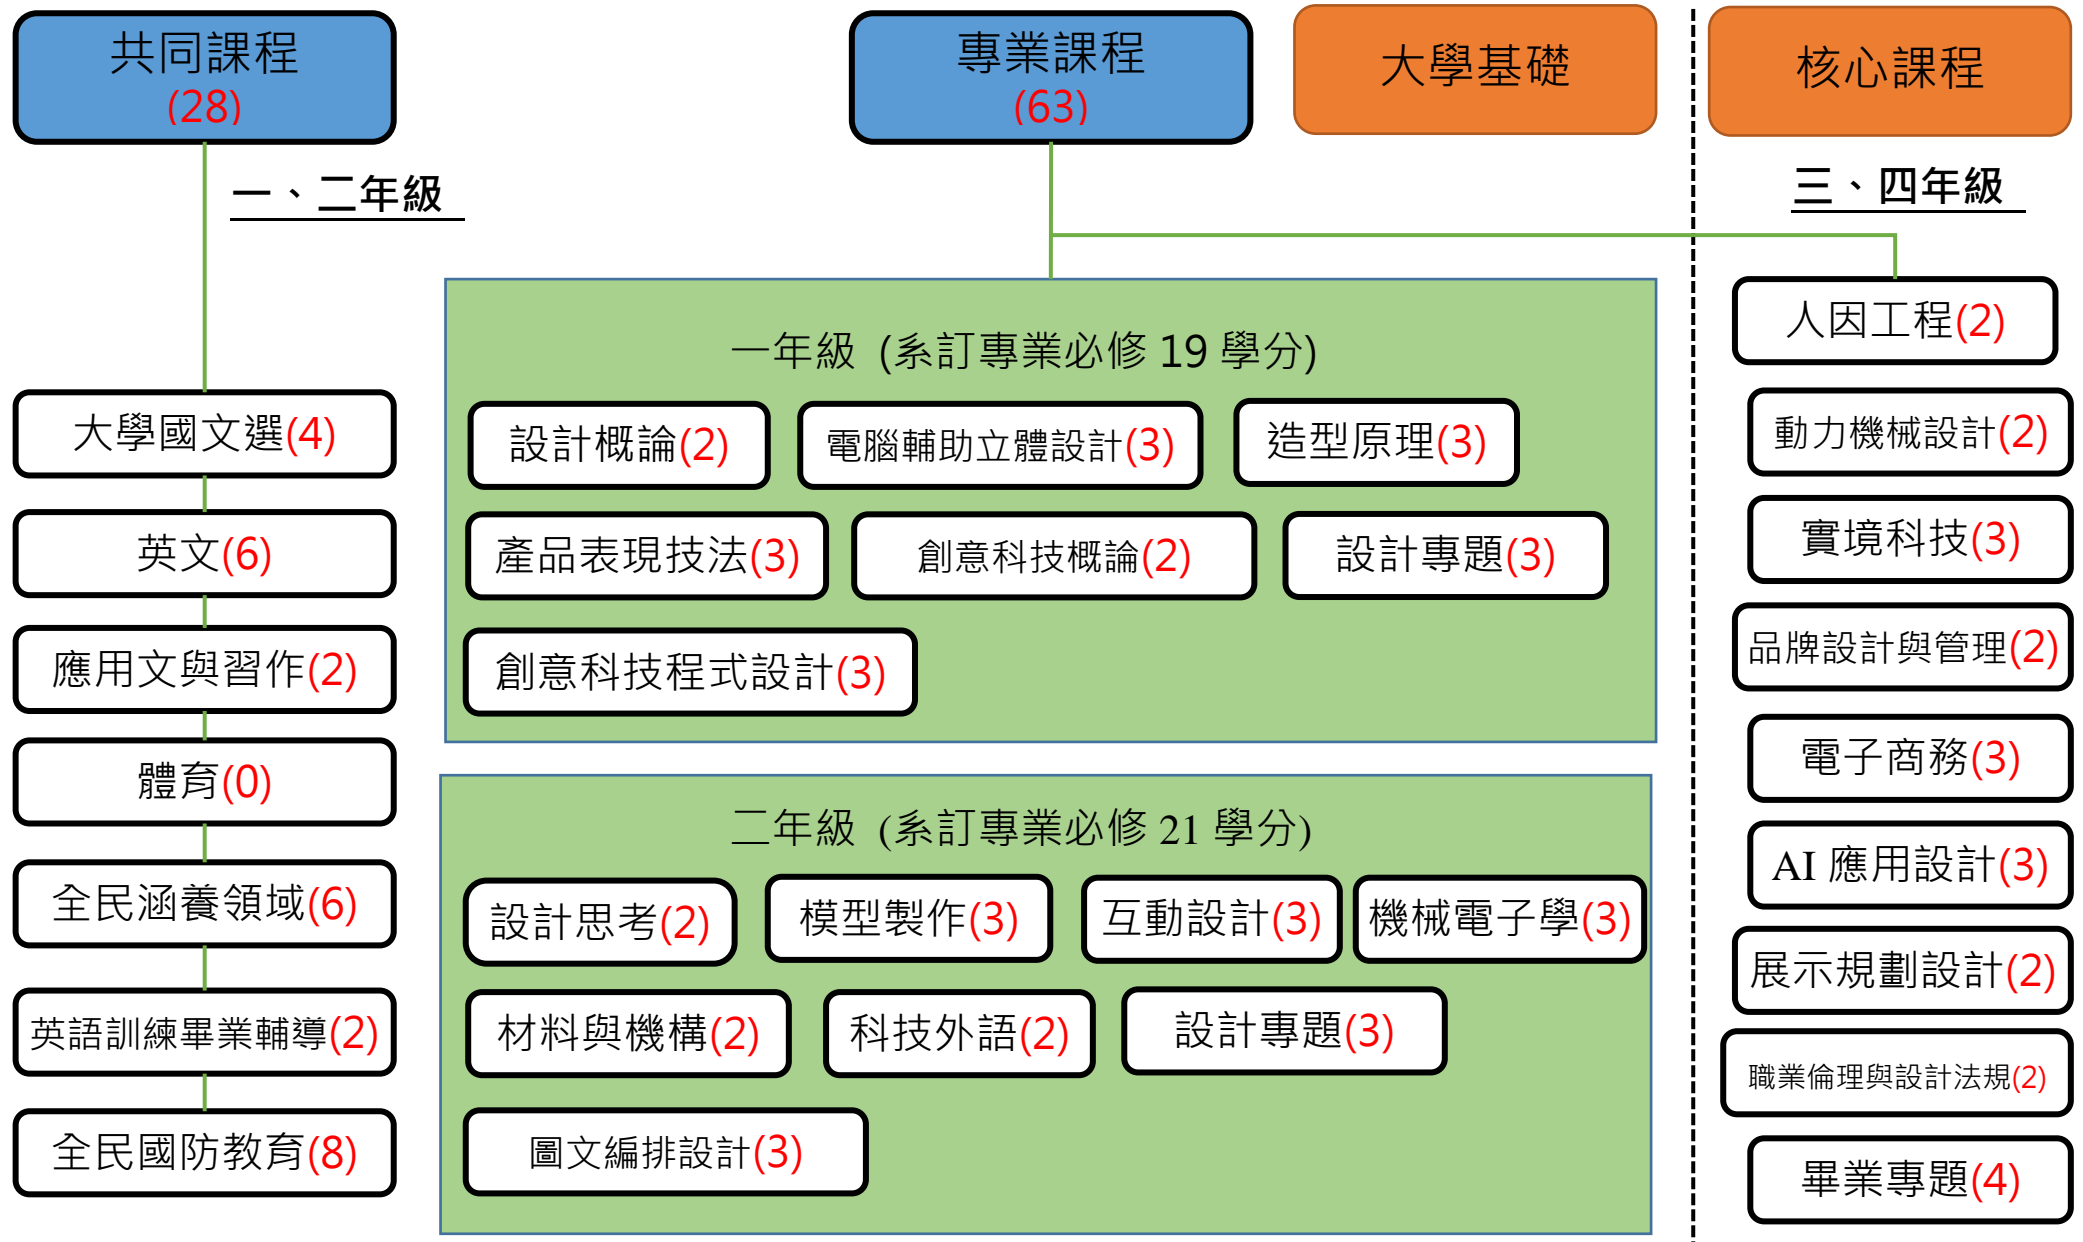 共同課程
(28)
專業課程
(63)
大學基礎
核心課程
一、二年級
三、四年級
大學國文選(4)
英文(6)
應用文與習作(2)
體育(0)
全民涵養領域(6)
英語訓練畢業輔導(2)
全民國防教育(8)
一年級 (系訂專業必修 19 學分)
設計概論(2)
電腦輔助立體設計(3)
造型原理(3)
產品表現技法(3)
創意科技概論(2)
設計專題(3)
創意科技程式設計(3)
二年級 (系訂專業必修 21 學分)
設計思考(2)
模型製作(3)
互動設計(3)
機械電子學(3)
材料與機構(2)
科技外語(2)
設計專題(3)
圖文編排設計(3)
人因工程(2)
動力機械設計(2)
實境科技(3)
品牌設計與管理(2)
電子商務(3)
AI 應用設計(3)
展示規劃設計(2)
職業倫理與設計法規(2)
畢業專題(4)